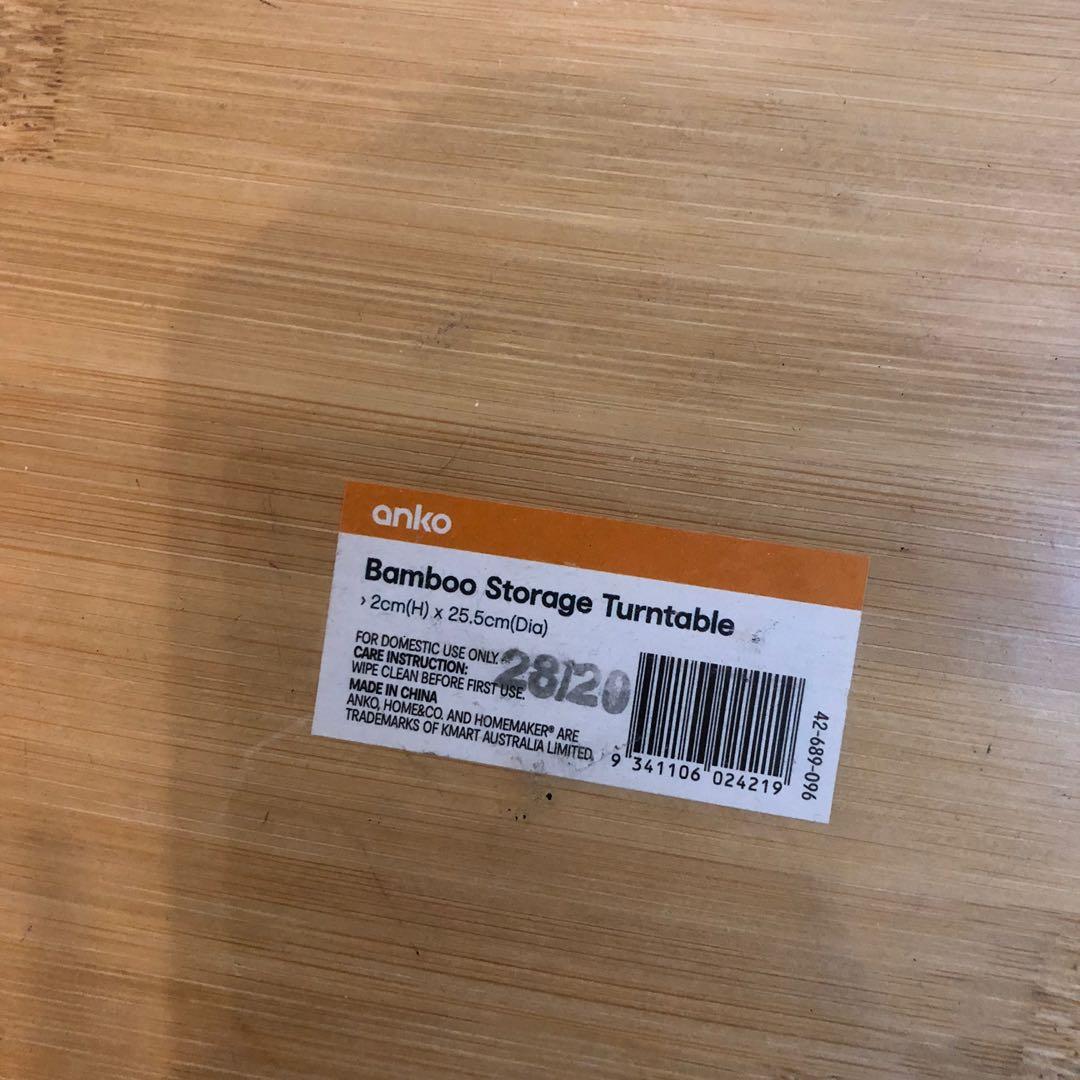 anko
Bamboo Storage Turntable
› 2cm(H) x 25.5cm(Dia)
FOR DOMESTIC USE ONLY.
CARE INSTRUCTION:
WIPE CLEAN BEFORE FIRST USE.
28/20
MADE IN CHINA
ANKO, HOME&CO. AND HOMEMAKER® ARE
TRADEMARKS OF KMART AUSTRALIA LIMITED.
9 341106 024219
42-689-096